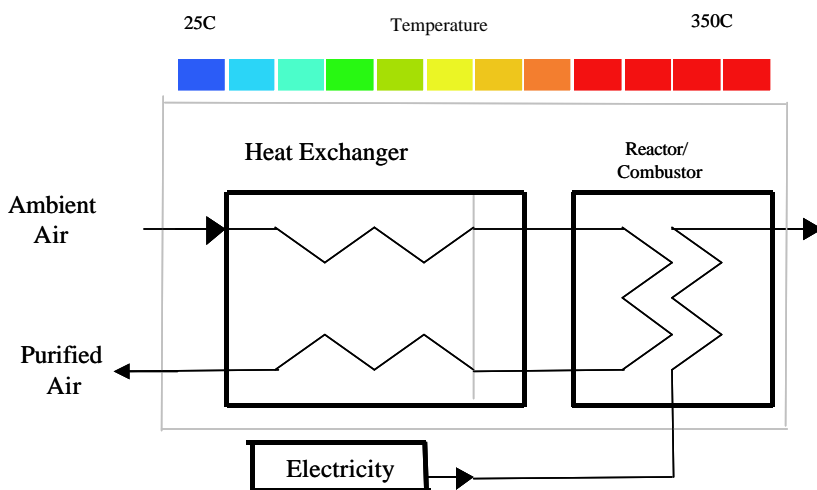 25C
Temperature
350C
Heat Exchanger
Reactor/
Combustor
Ambient
Air
Purified
Air
Electricity